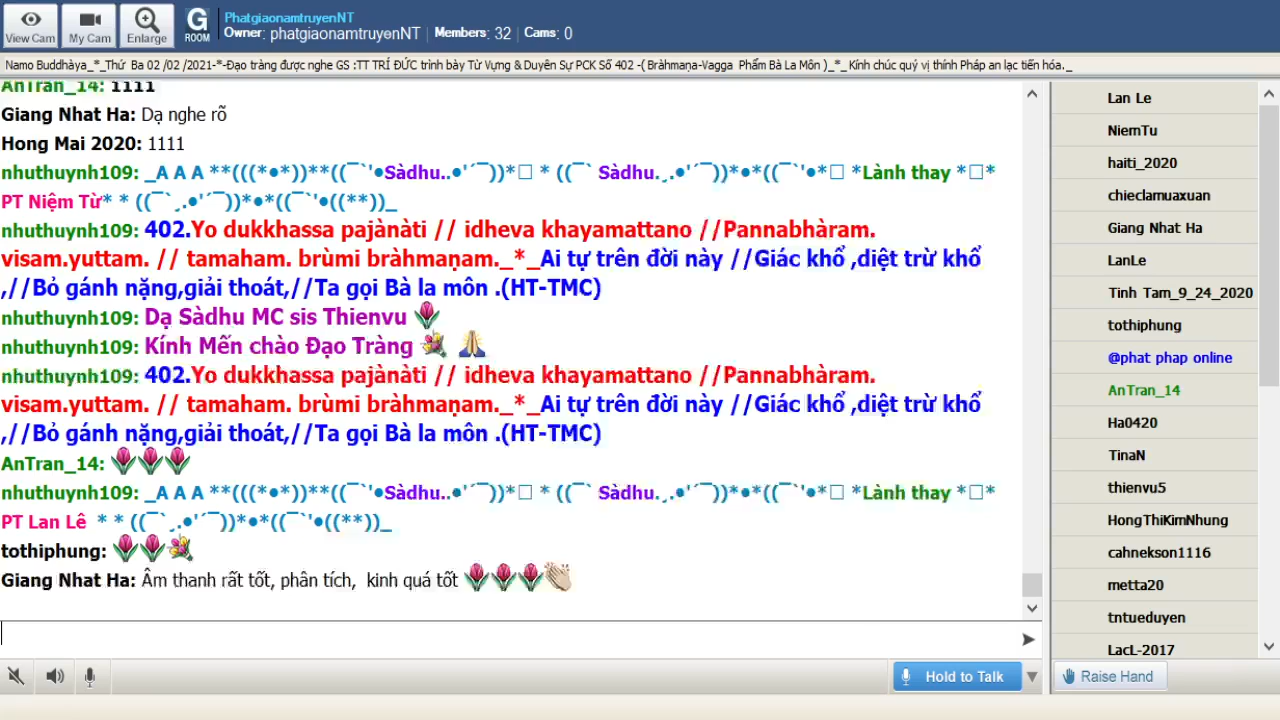 View Cam
My Cam
Enlarge
G
ROOM
PhatgiaonamtruyenNT
Owner: phatgiaonamtruyenNT | Members: 32 | Cams: 0
Namo Buddhàya_*_Thứ Ba 02 /02 /2021-*-Đạo tràng được nghe GS :TT TRÍ ĐỨC trình bày Từ Vựng & Duyên Sự PCK Số 402 -( Bràhmaṇa-Vagga Phẩm Bà La Môn )_*_ Kính chúc quý vị thính Pháp an lạc tiến hóa._
AnTran_14: 1111
Giang Nhat Ha: Dạ nghe rõ
Hong Mai 2020: 1111
nhuthuynh109: _A A A **(((*•*))**((¯`'•Sàdhu..•'´¯))*□ * ((¯` Sàdhu.¸.•'´¯))*•*((¯`'•*□ *Lành thay *□*
PT Niệm Từ* * ((¯`¸.•'´¯))*•*((¯`'•((**))_
nhuthuynh109: 402.Yo dukkhassa pajànàti // idheva khayamattano //Pannabhàram.
visam.yuttam. // tamaham. brùmi bràhmaṇam._*_Ai tự trên đời này //Giác khổ ,diệt trừ khổ
,//Bỏ gánh nặng,giải thoát,//Ta gọi Bà la môn .(HT-TMC)
nhuthuynh109: Dạ Sàdhu MC sis Thienvu
nhuthuynh109: Kính Mến chào Đạo Tràng
nhuthuynh109: 402.Yo dukkhassa pajànàti // idheva khayamattano //Pannabhàram.
visam.yuttam. // tamaham. brùmi bràhmaṇam._*_Ai tự trên đời này //Giác khổ ,diệt trừ khổ
,//Bỏ gánh nặng,giải thoát,//Ta gọi Bà la môn .(HT-TMC)
AnTran_14:
nhuthuynh109: _A A A **(((*•*))**((¯`'•Sàdhu..•'´¯))*□ * ((¯` Sàdhu.¸.•'´¯))*•*((¯`'•*□ *Lành thay *□*
PT Lan Lê * * ((¯`¸.•'´¯))*•*((¯`'•((**))_
tothiphung:
Giang Nhat Ha: Âm thanh rất tốt, phân tích, kinh quá tốt
Hold to Talk
Lan Le
NiemTu
haiti_2020
chieclamuaxuan
Giang Nhat Ha
LanLe
Tinh Tam_9_24_2020
tothiphung
@phat phap online
AnTran_14
Ha0420
TinaN
thienvu5
HongThiKimNhung
cahnekson1116
metta20
tntueduyen
LacL-2017
Raise Hand